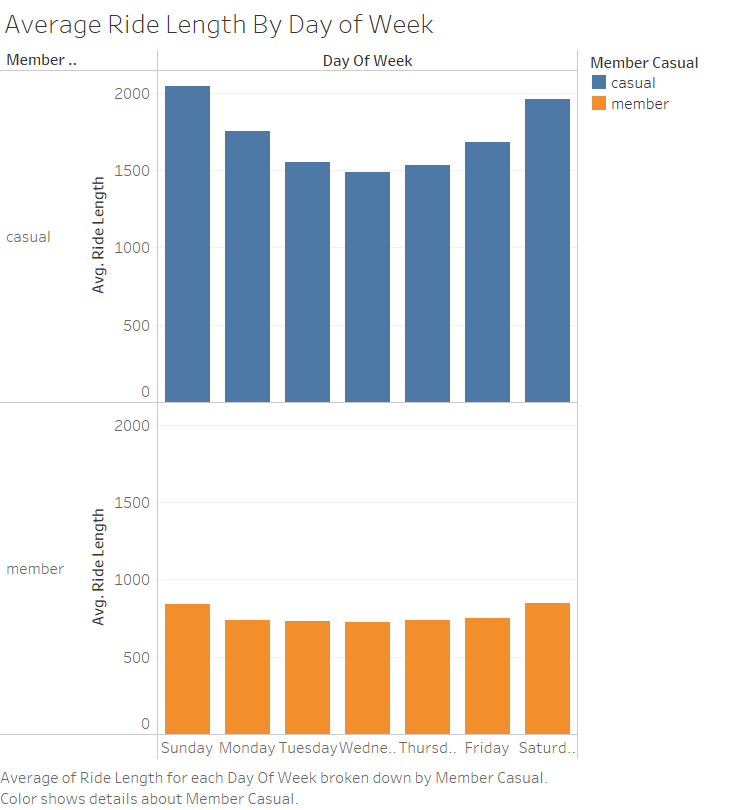 Average Ride Length By Day of Week
Member ..
Day Of Week
Member Casual
casual
member
casual
Avg. Ride Length
2000
1500
1000
500
0
member
Avg. Ride Length
2000
1500
1000
500
0
Sunday Monday Tuesday Wedne.. Thursd.. Friday Saturd..
Average of Ride Length for each Day Of Week broken down by Member Casual.
Color shows details about Member Casual.